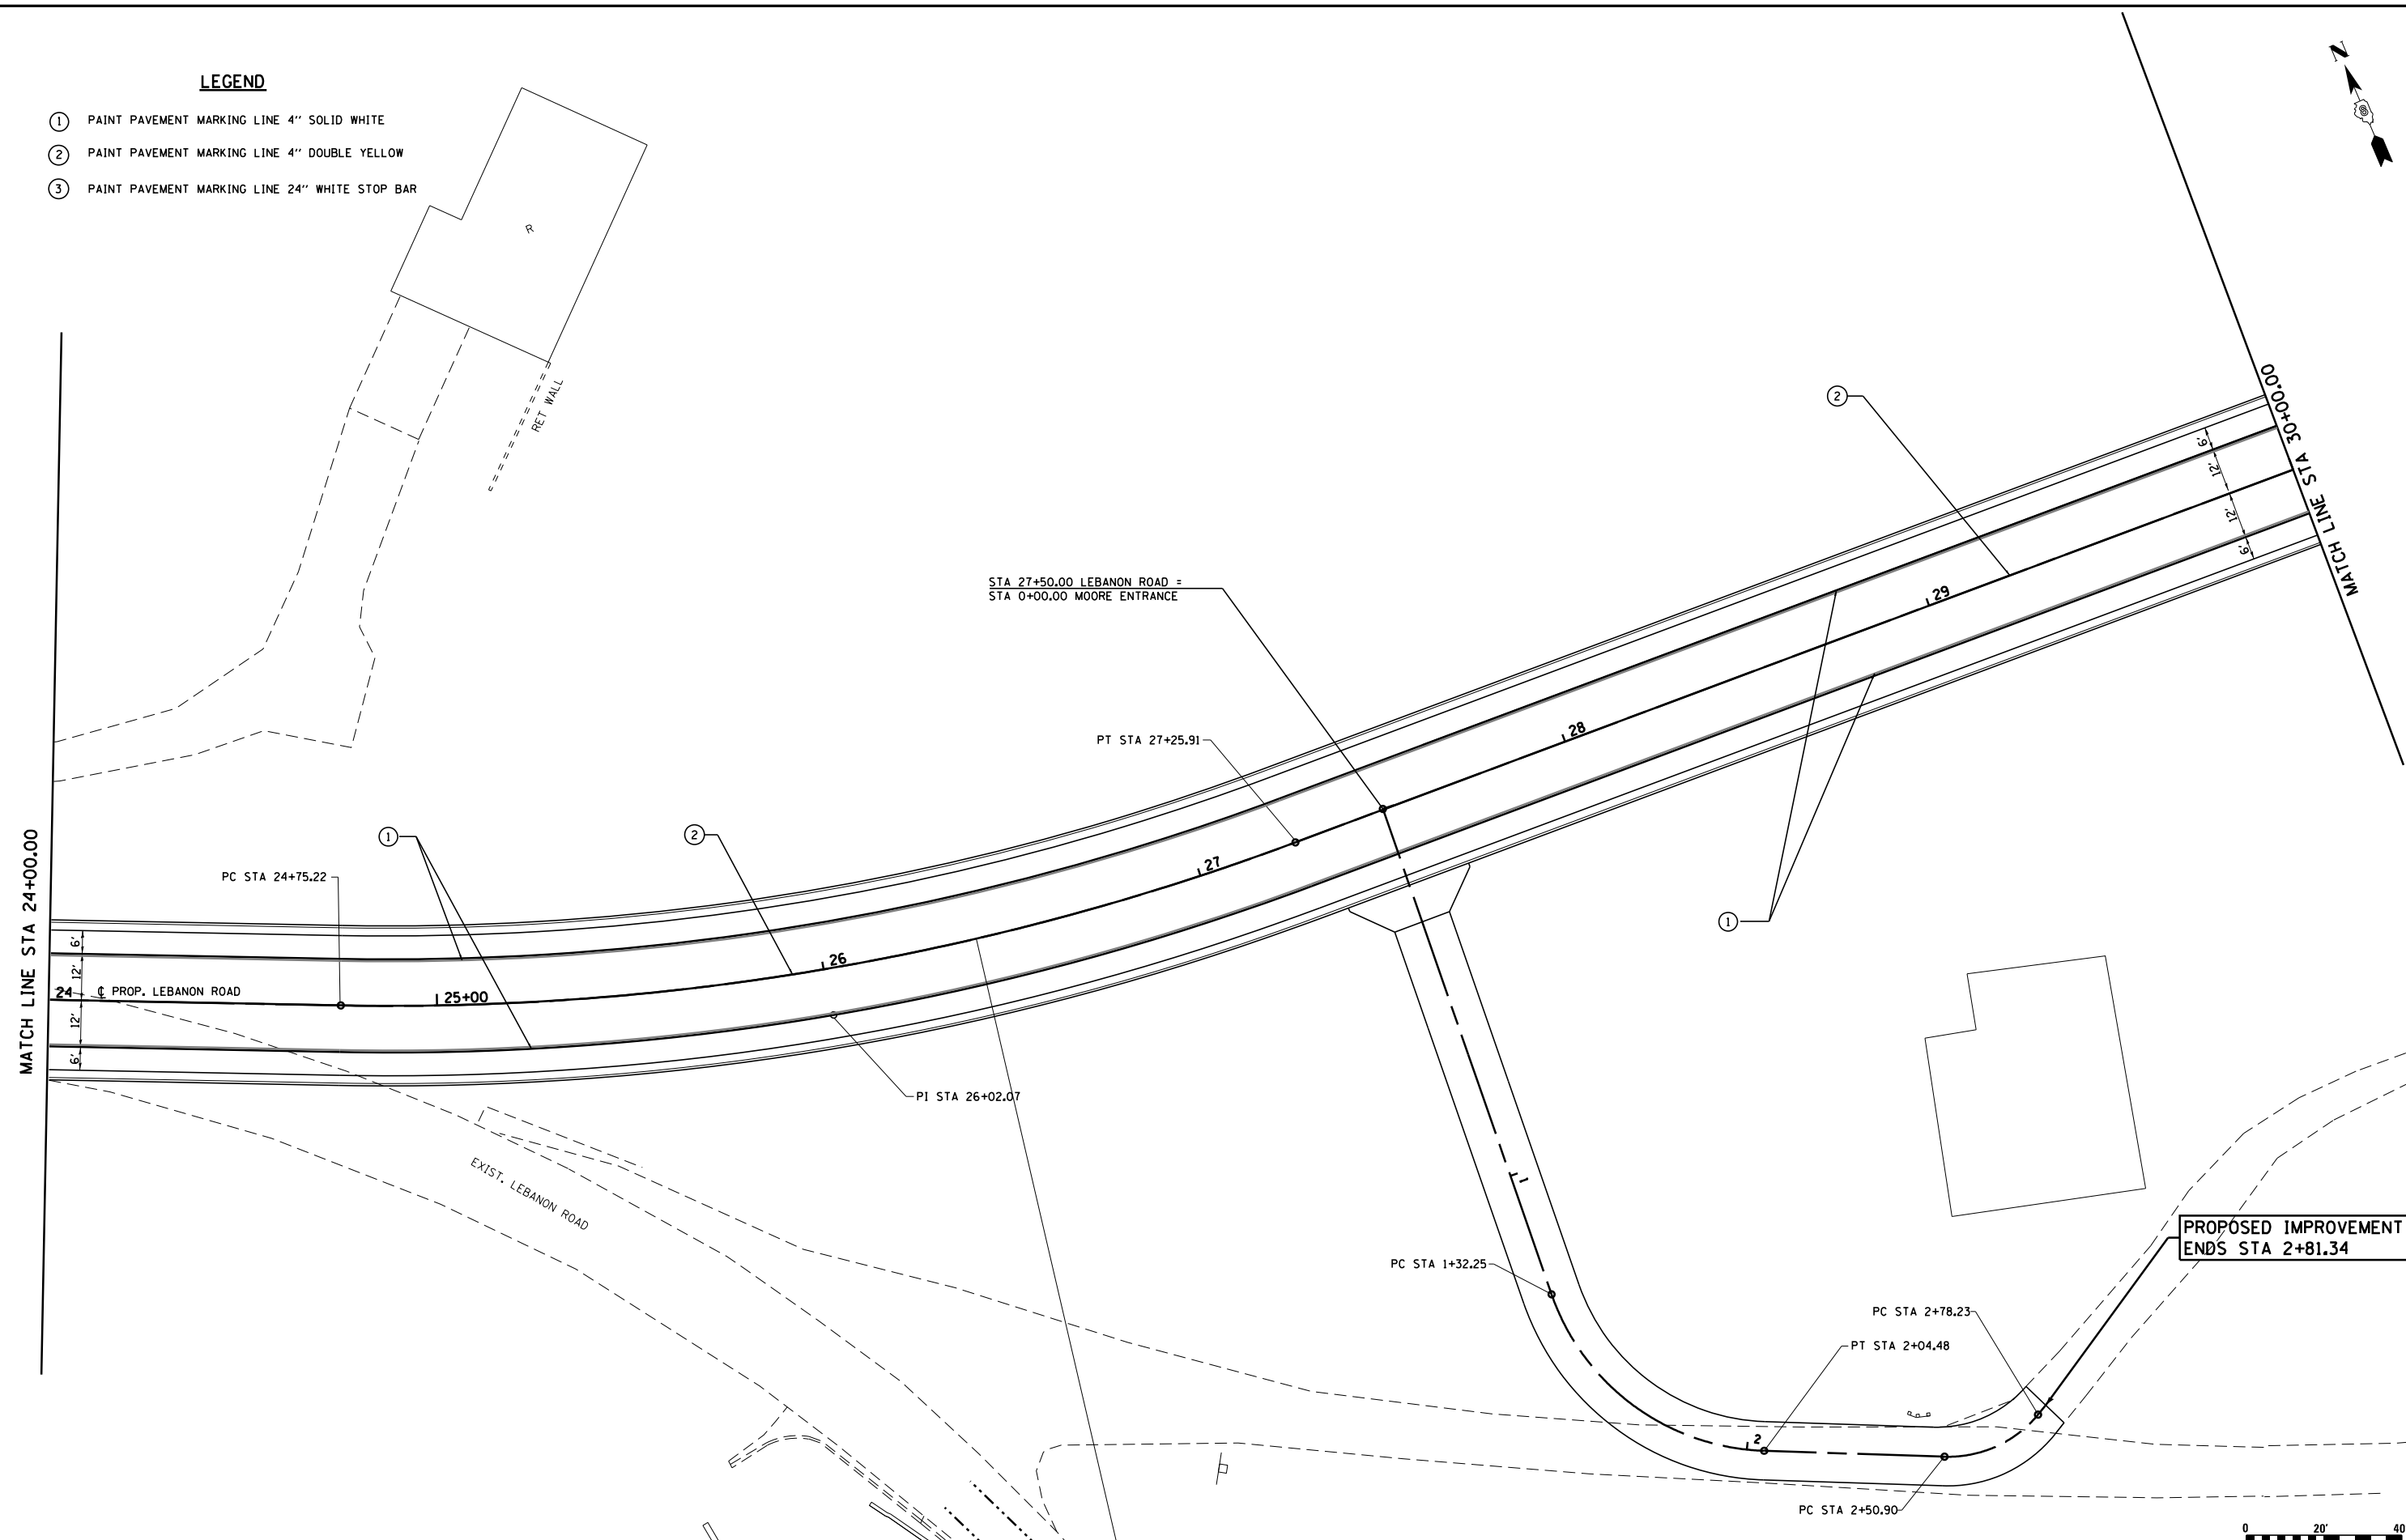 LEGEND
1 PAINT PAVEMENT MARKING LINE 4'' SOLID WHITE
2 PAINT PAVEMENT MARKING LINE 4'' DOUBLE YELLOW
3 PAINT PAVEMENT MARKING LINE 24'' WHITE STOP BAR
N
R
RET WALL
2
MATCH LINE STA 30+00.00
6'
12'
12'
6'
STA 27+50.00 LEBANON ROAD =
STA 0+00.00 MOORE ENTRANCE
29
28
PT STA 27+25.91
27
1
2
1
MATCH LINE STA 24+00.00
PC STA 24+75.22
6'
12'
12'
6'
24
℄ PROP. LEBANON ROAD
25+00
26
PI STA 26+02.07
EXIST. LEBANON ROAD
1
PROPOSED IMPROVEMENT
ENDS STA 2+81.34
PC STA 1+32.25
PC STA 2+78.23
PT STA 2+04.48
2
PC STA 2+50.90
0 20' 40